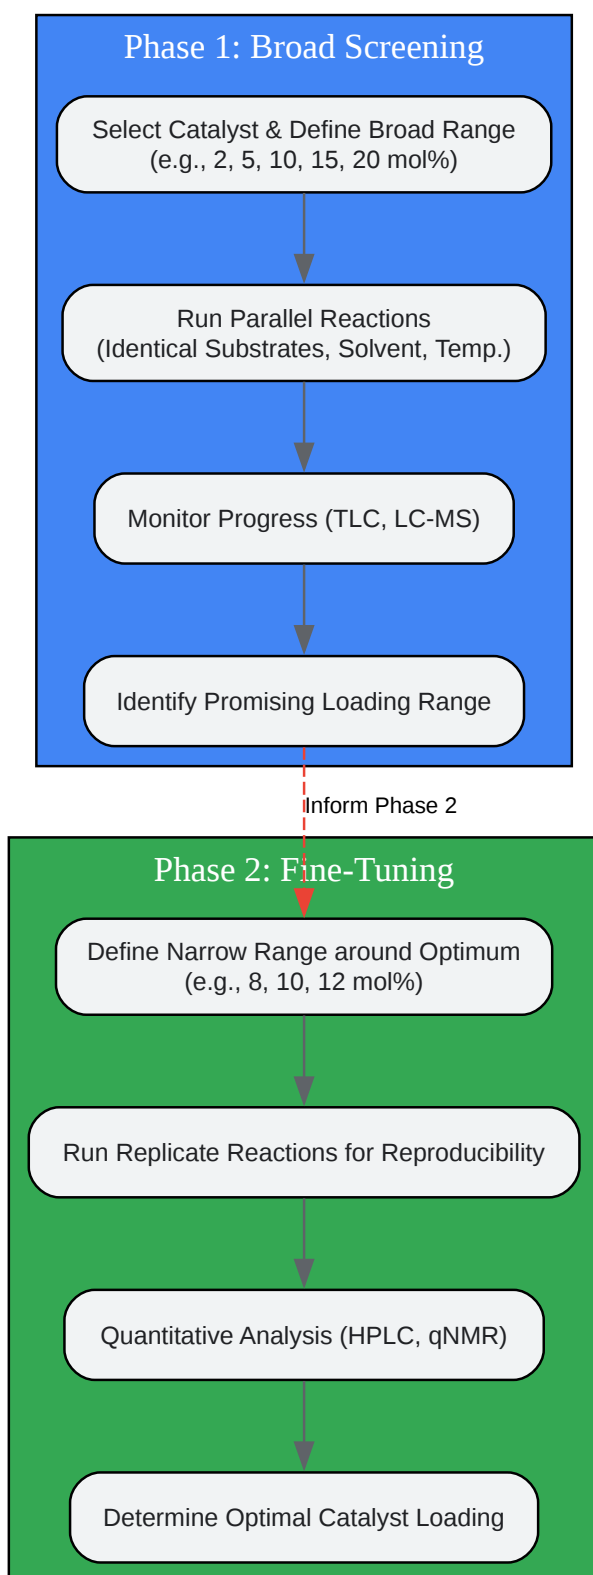 Phase 1: Broad Screening
Select Catalyst & Define Broad Range
(e.g., 2, 5, 10, 15, 20 mol%)
Run Parallel Reactions
(Identical Substrates, Solvent, Temp.)
Monitor Progress (TLC, LC-MS)
Identify Promising Loading Range
Inform Phase 2
Phase 2: Fine-Tuning
Define Narrow Range around Optimum
(e.g., 8, 10, 12 mol%)
Run Replicate Reactions for Reproducibility
Quantitative Analysis (HPLC, qNMR)
Determine Optimal Catalyst Loading